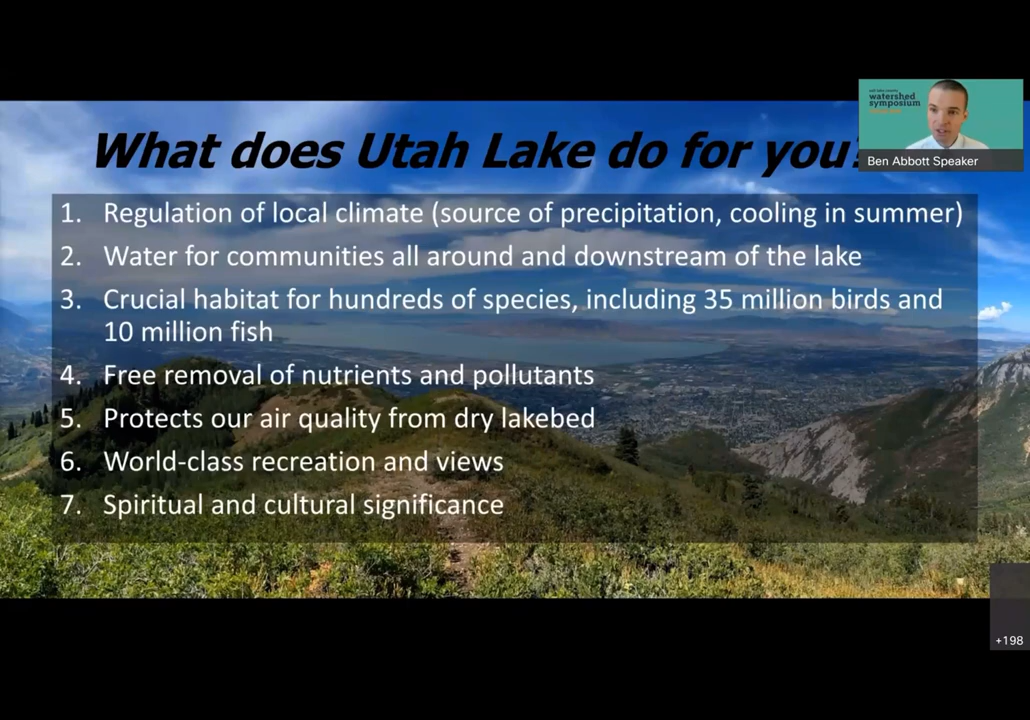 salt lake county
watershed
symposium
What does Utah Lake do for you?
Ben Abbott Speaker
1. Regulation of local climate (source of precipitation, cooling in summer)
2. Water for communities all around and downstream of the lake
3. Crucial habitat for hundreds of species, including 35 million birds and
10 million fish
4. Free removal of nutrients and pollutants
5. Protects our air quality from dry lakebed
6. World-class recreation and views
7. Spiritual and cultural significance
+198